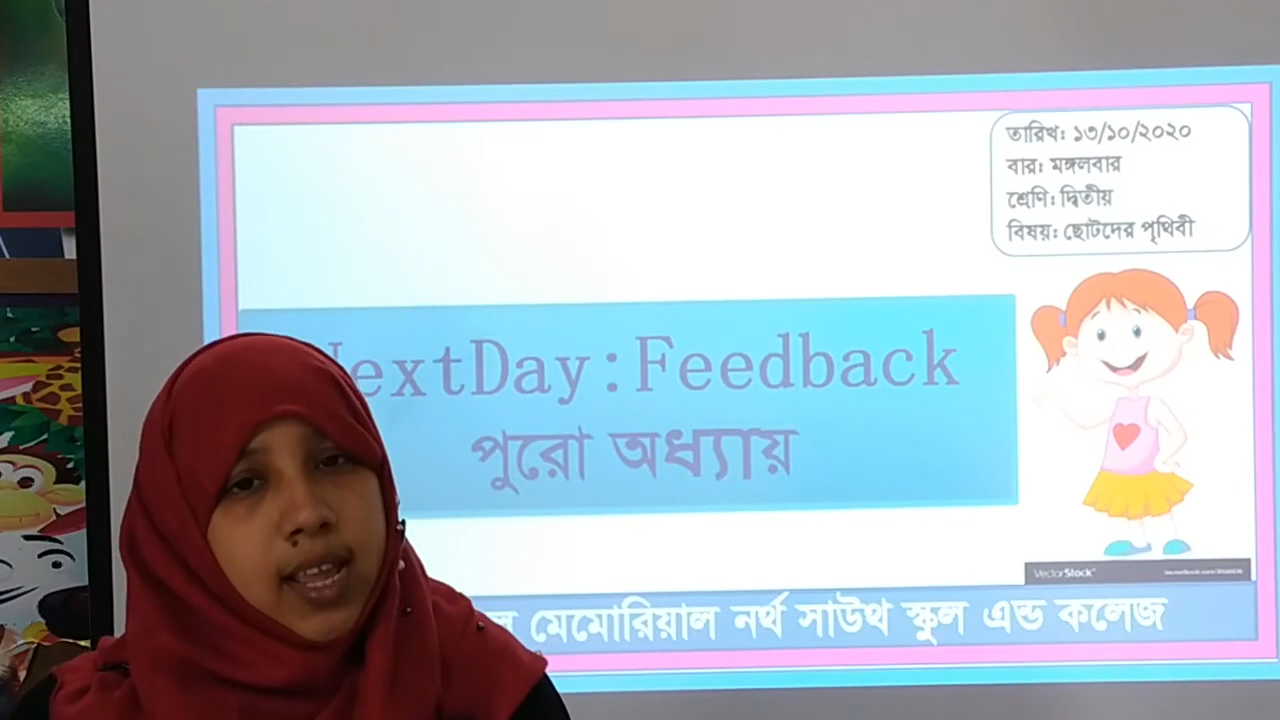 তারিখ: ১৩/১০/২০২০
বার: মঙ্গলবার
শ্রেণি: দ্বিতীয়
বিষয়: ছোটদের পৃথিবী
NextDay:Feedback
পুরো অধ্যায়
VectorStock
মেমোরিয়াল নর্থ সাউথ স্কুল এন্ড কলেজ